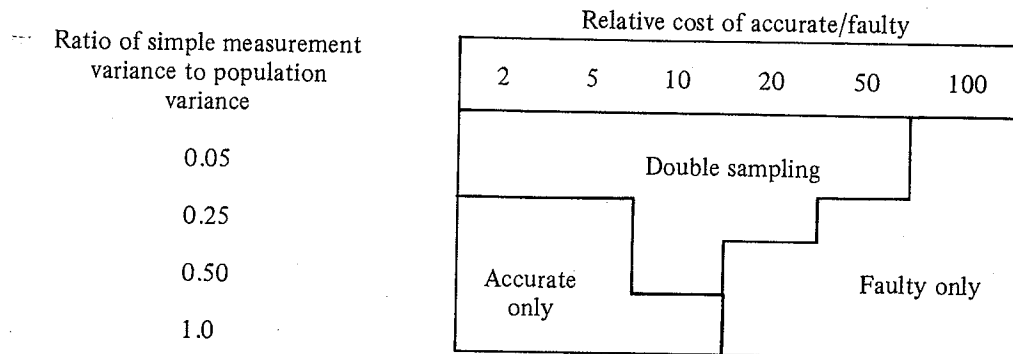 Relative cost of accurate/faulty
Ratio of simple measurement
variance to population
variance
2 5 10 20 50 100
0.05
Double sampling
0.25
0.50
Accurate
only
Faulty only
1.0